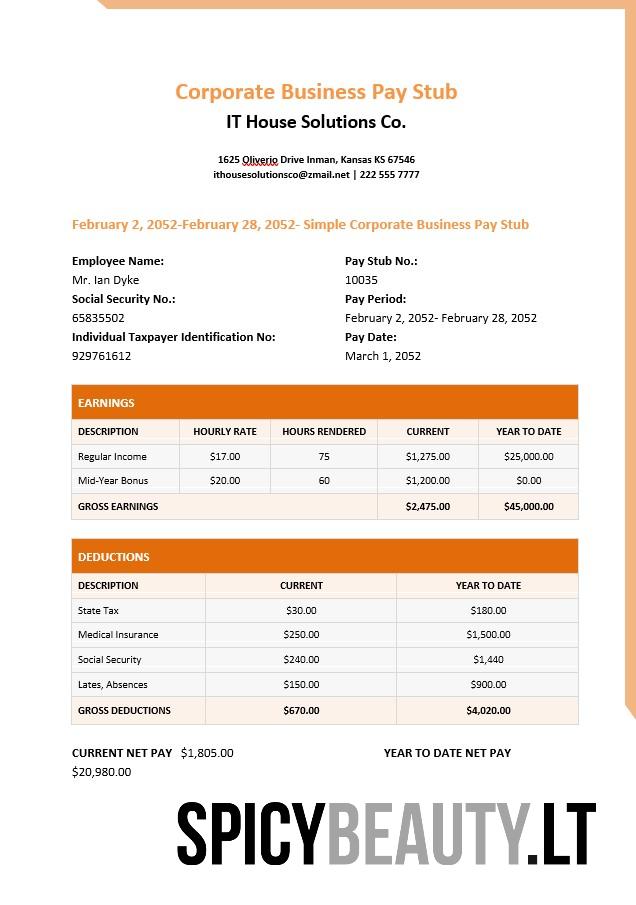 Corporate Business Pay Stub
IT House Solutions Co.
1625 Oliverio Drive Inman, Kansas KS 67546
ithousesolutionsco@zmail.net | 222 555 7777
February 2, 2052-February 28, 2052- Simple Corporate Business Pay Stub
Employee Name: Pay Stub No.:
Mr. Ian Dyke 10035
Social Security No.: Pay Period:
65835502 February 2, 2052- February 28, 2052
Individual Taxpayer Identification No: Pay Date:
929761612 March 1, 2052
EARNINGS
DESCRIPTION HOURLY RATE HOURS RENDERED CURRENT YEAR TO DATE
Regular Income $17.00 75 $1,275.00 $25,000.00
Mid-Year Bonus $20.00 60 $1,200.00 $0.00
GROSS EARNINGS $2,475.00 $45,000.00
DEDUCTIONS
DESCRIPTION CURRENT YEAR TO DATE
State Tax $30.00 $180.00
Medical Insurance $250.00 $1,500.00
Social Security $240.00 $1,440
Lates, Absences $150.00 $900.00
GROSS DEDUCTIONS $670.00 $4,020.00
CURRENT NET PAY $1,805.00 YEAR TO DATE NET PAY
$20,980.00
SPICYBEAUTY.LT